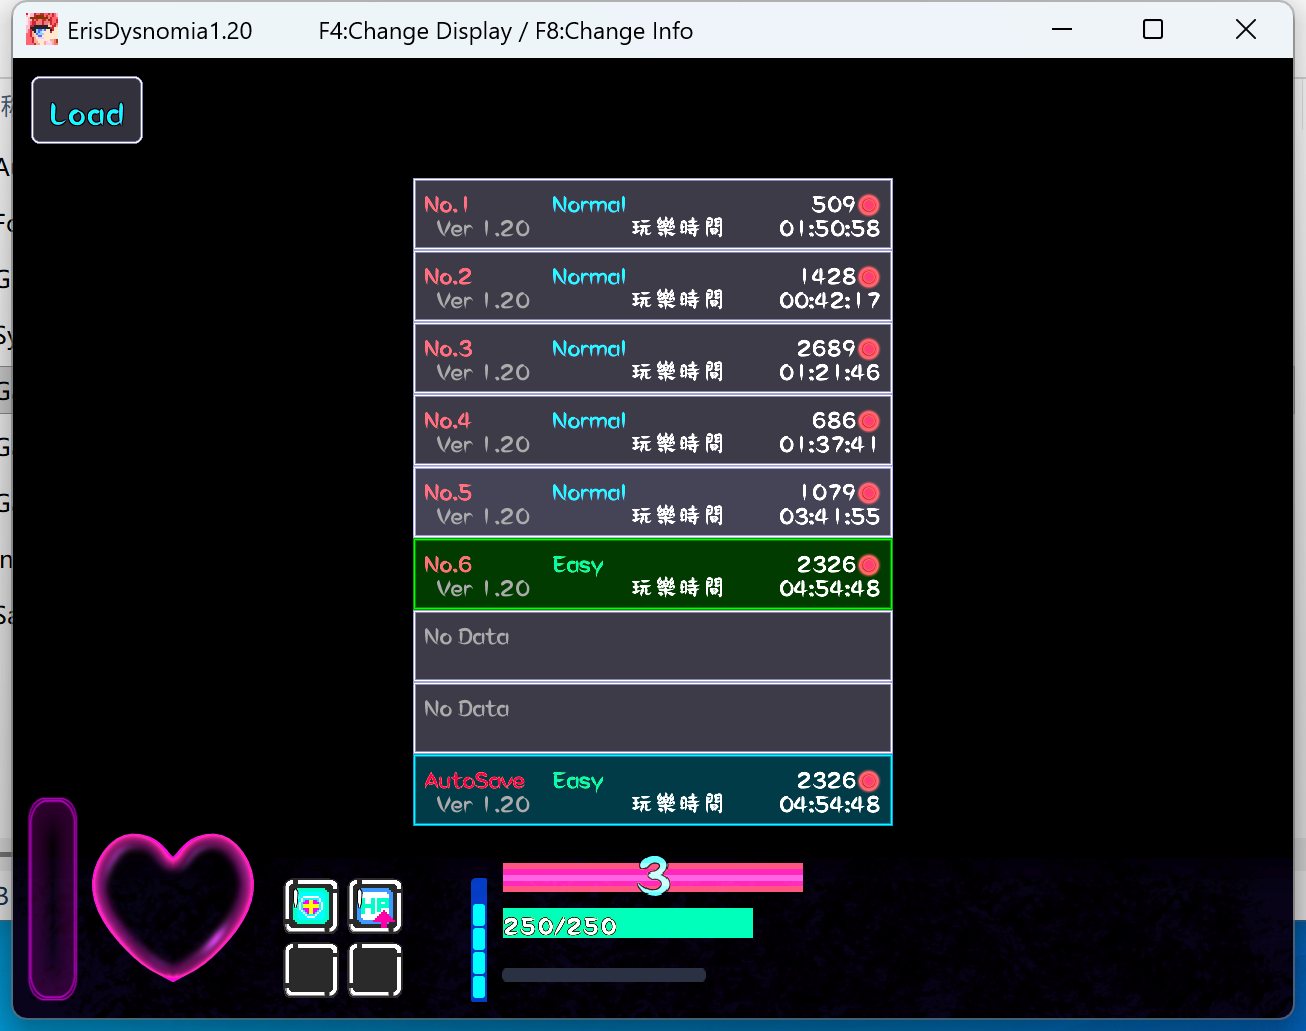 ErisDysnomia1.20 F4:Change Display / F8:Change Info
Load
No.1 Normal 509
Ver 1.20 玩樂時間 01:50:58
No.2 Normal 1428
Ver 1.20 玩樂時間 00:42:17
No.3 Normal 2689
Ver 1.20 玩樂時間 01:21:46
No.4 Normal 686
Ver 1.20 玩樂時間 01:37:41
No.5 Normal 1079
Ver 1.20 玩樂時間 03:41:55
No.6 Easy 2326
Ver 1.20 玩樂時間 04:54:48
No Data
No Data
AutoSave Easy 2326
Ver 1.20 玩樂時間 04:54:48
3
HP
250/250